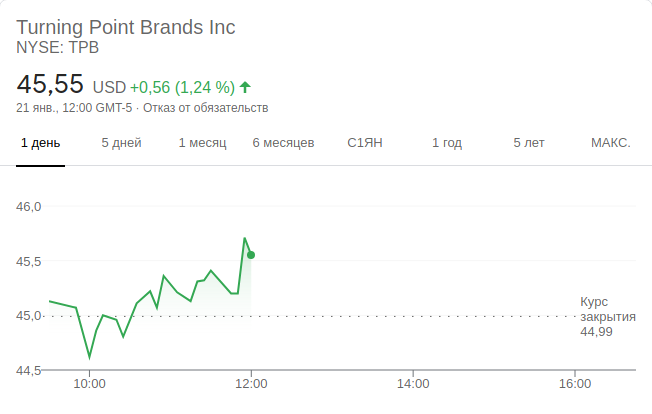 Turning Point Brands Inc
NYSE: TPB
45,55 USD +0,56 (1,24 %)
21 янв., 12:00 GMT-5 · Отказ от обязательств
1 день 5 дней 1 месяц 6 месяцев С1ЯН 1 год 5 лет МАКС.
46,0
45,5
45,0
44,5
Курс
закрытия
44,99
10:00 12:00 14:00 16:00